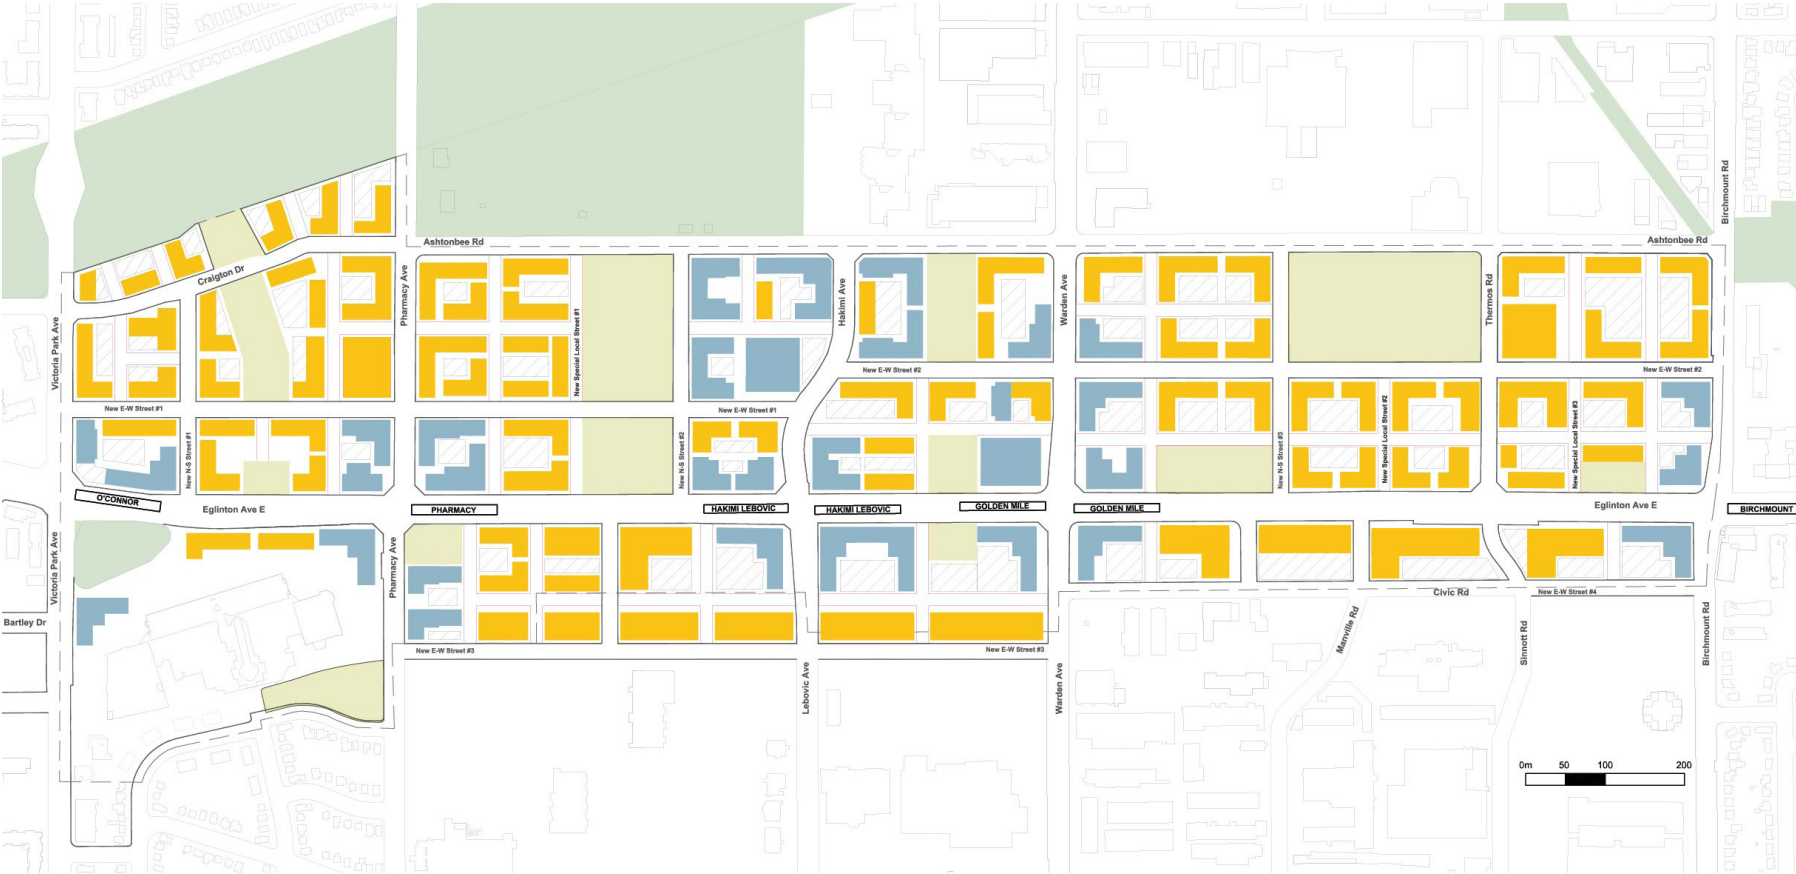 Birchmount Rd
Ashtonbee Rd
Ashtonbee Rd
Craigton Dr
Pharmacy Ave
Hakimi Ave
Warden Ave
Thermos Rd
Victoria Park Ave
New Special Local Street #1
New E-W Street #2
New E-W Street #2
New E-W Street #1
New E-W Street #1
New N-S Street #1
New N-S Street #2
New N-S Street #3
New Special Local Street #2
New Special Local Street #3
O'CONNOR
Eglinton Ave E
PHARMACY
HAKIMI LEBOVIC
HAKIMI LEBOVIC
GOLDEN MILE
GOLDEN MILE
Eglinton Ave E
BIRCHMOUNT
Victoria Park Ave
Pharmacy Ave
Bartley Dr
Civic Rd
New E-W Street #4
New E-W Street #3
New E-W Street #3
Lebovic Ave
Warden Ave
Manville Rd
Sinnott Rd
Birchmount Rd
0m 50 100 200